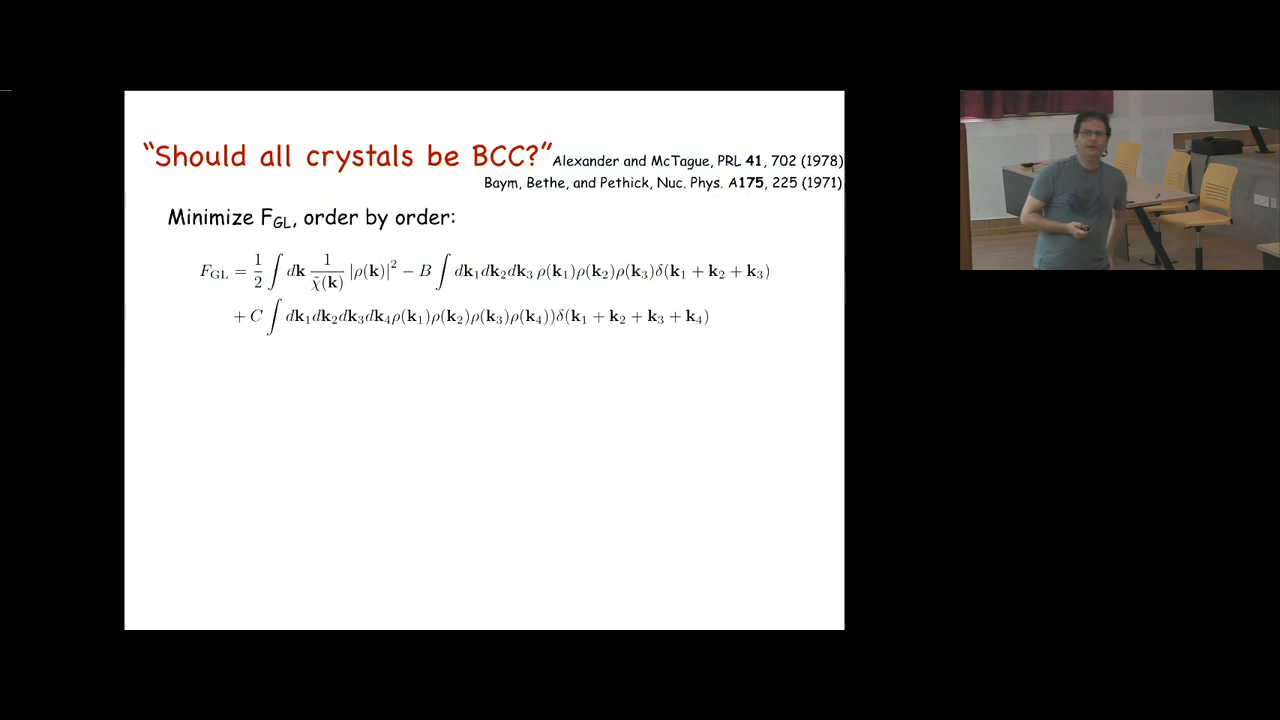 “Should all crystals be BCC?” Alexander and McTague, PRL 41, 702 (1978)
Baym, Bethe, and Pethick, Nuc. Phys. A175, 225 (1971)
Minimize F_GL, order by order:
F_GL = 1/2 ∫ d𝐤 1/χ̃(𝐤) |ρ(𝐤)|² − B ∫ d𝐤₁d𝐤₂d𝐤₃ ρ(𝐤₁)ρ(𝐤₂)ρ(𝐤₃)δ(𝐤₁ + 𝐤₂ + 𝐤₃)
+ C ∫ d𝐤₁d𝐤₂d𝐤₃d𝐤₄ρ(𝐤₁)ρ(𝐤₂)ρ(𝐤₃)ρ(𝐤₄))δ(𝐤₁ + 𝐤₂ + 𝐤₃ + 𝐤₄)